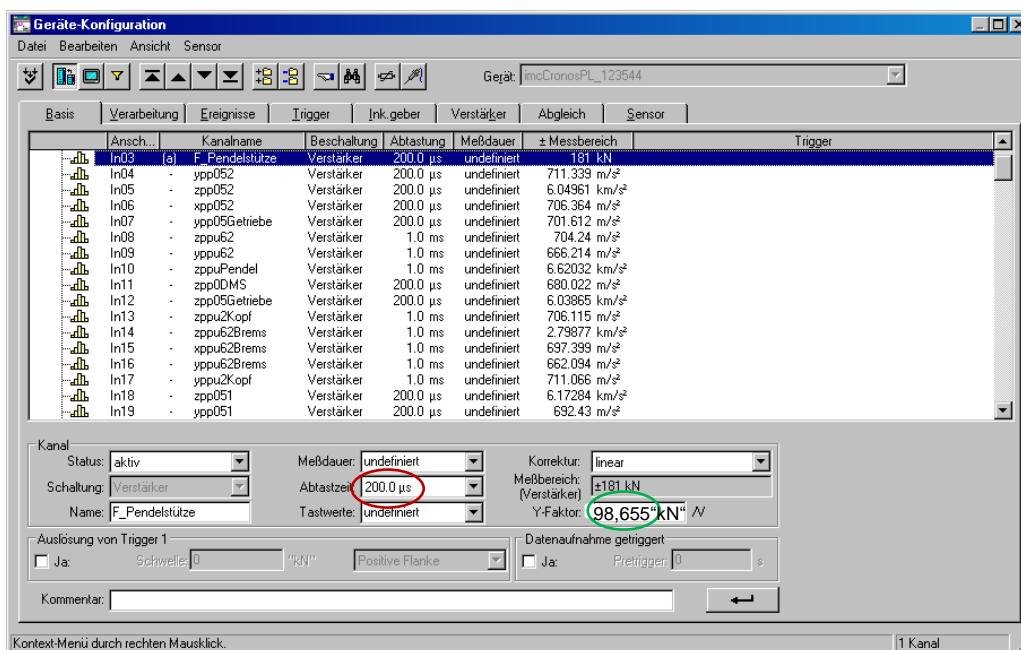 Geräte-Konfiguration
Datei Bearbeiten Ansicht Sensor
Gerät: imcCronosPL_123544
Basis Verarbeitung Ereignisse Trigger Ink.geber Verstärker Abgleich Sensor
Ansch... Kanalname Beschaltung Abtastung Meßdauer ± Messbereich Trigger
In03 (a) F_Pendelstütze Verstärker 200.0 µs undefiniert 181 kN
In04 - ypp052 Verstärker 200.0 µs undefiniert 711.339 m/s²
In05 - zpp052 Verstärker 200.0 µs undefiniert 6.04961 km/s²
In06 - xpp052 Verstärker 200.0 µs undefiniert 706.364 m/s²
In07 - ypp05Getriebe Verstärker 200.0 µs undefiniert 701.612 m/s²
In08 - zppu62 Verstärker 1.0 ms undefiniert 704.24 m/s²
In09 - yppu62 Verstärker 1.0 ms undefiniert 666.214 m/s²
In10 - zppuPendel Verstärker 1.0 ms undefiniert 6.62032 km/s²
In11 - zpp0DMS Verstärker 200.0 µs undefiniert 680.022 m/s²
In12 - zpp05Getriebe Verstärker 200.0 µs undefiniert 6.03865 km/s²
In13 - zppu2Kopf Verstärker 1.0 ms undefiniert 706.115 m/s²
In14 - zppu62Brems Verstärker 1.0 ms undefiniert 2.79877 km/s²
In15 - xppu62Brems Verstärker 1.0 ms undefiniert 697.399 m/s²
In16 - yppu62Brems Verstärker 1.0 ms undefiniert 662.094 m/s²
In17 - yppu2Kopf Verstärker 1.0 ms undefiniert 711.066 m/s²
In18 - zpp051 Verstärker 200.0 µs undefiniert 6.17284 km/s²
In19 - ypp051 Verstärker 200.0 µs undefiniert 692.43 m/s²
Kanal
Status: aktiv Meßdauer: undefiniert Korrektur: linear
Schaltung: Verstärker Abtastzeit: 200.0 µs Meßbereich: (Verstärker) ±181 kN
Name: F_Pendelstütze Tastwerte: undefiniert Y-Faktor: 98,655“kN“ /V
Auslösung von Trigger 1 Datenaufnahme getriggert
Ja: Schwelle: 0 "kN" Positive Flanke Ja: Pretrigger: 0 s
Kommentar:
Kontext-Menü durch rechten Mausklick. 1 Kanal